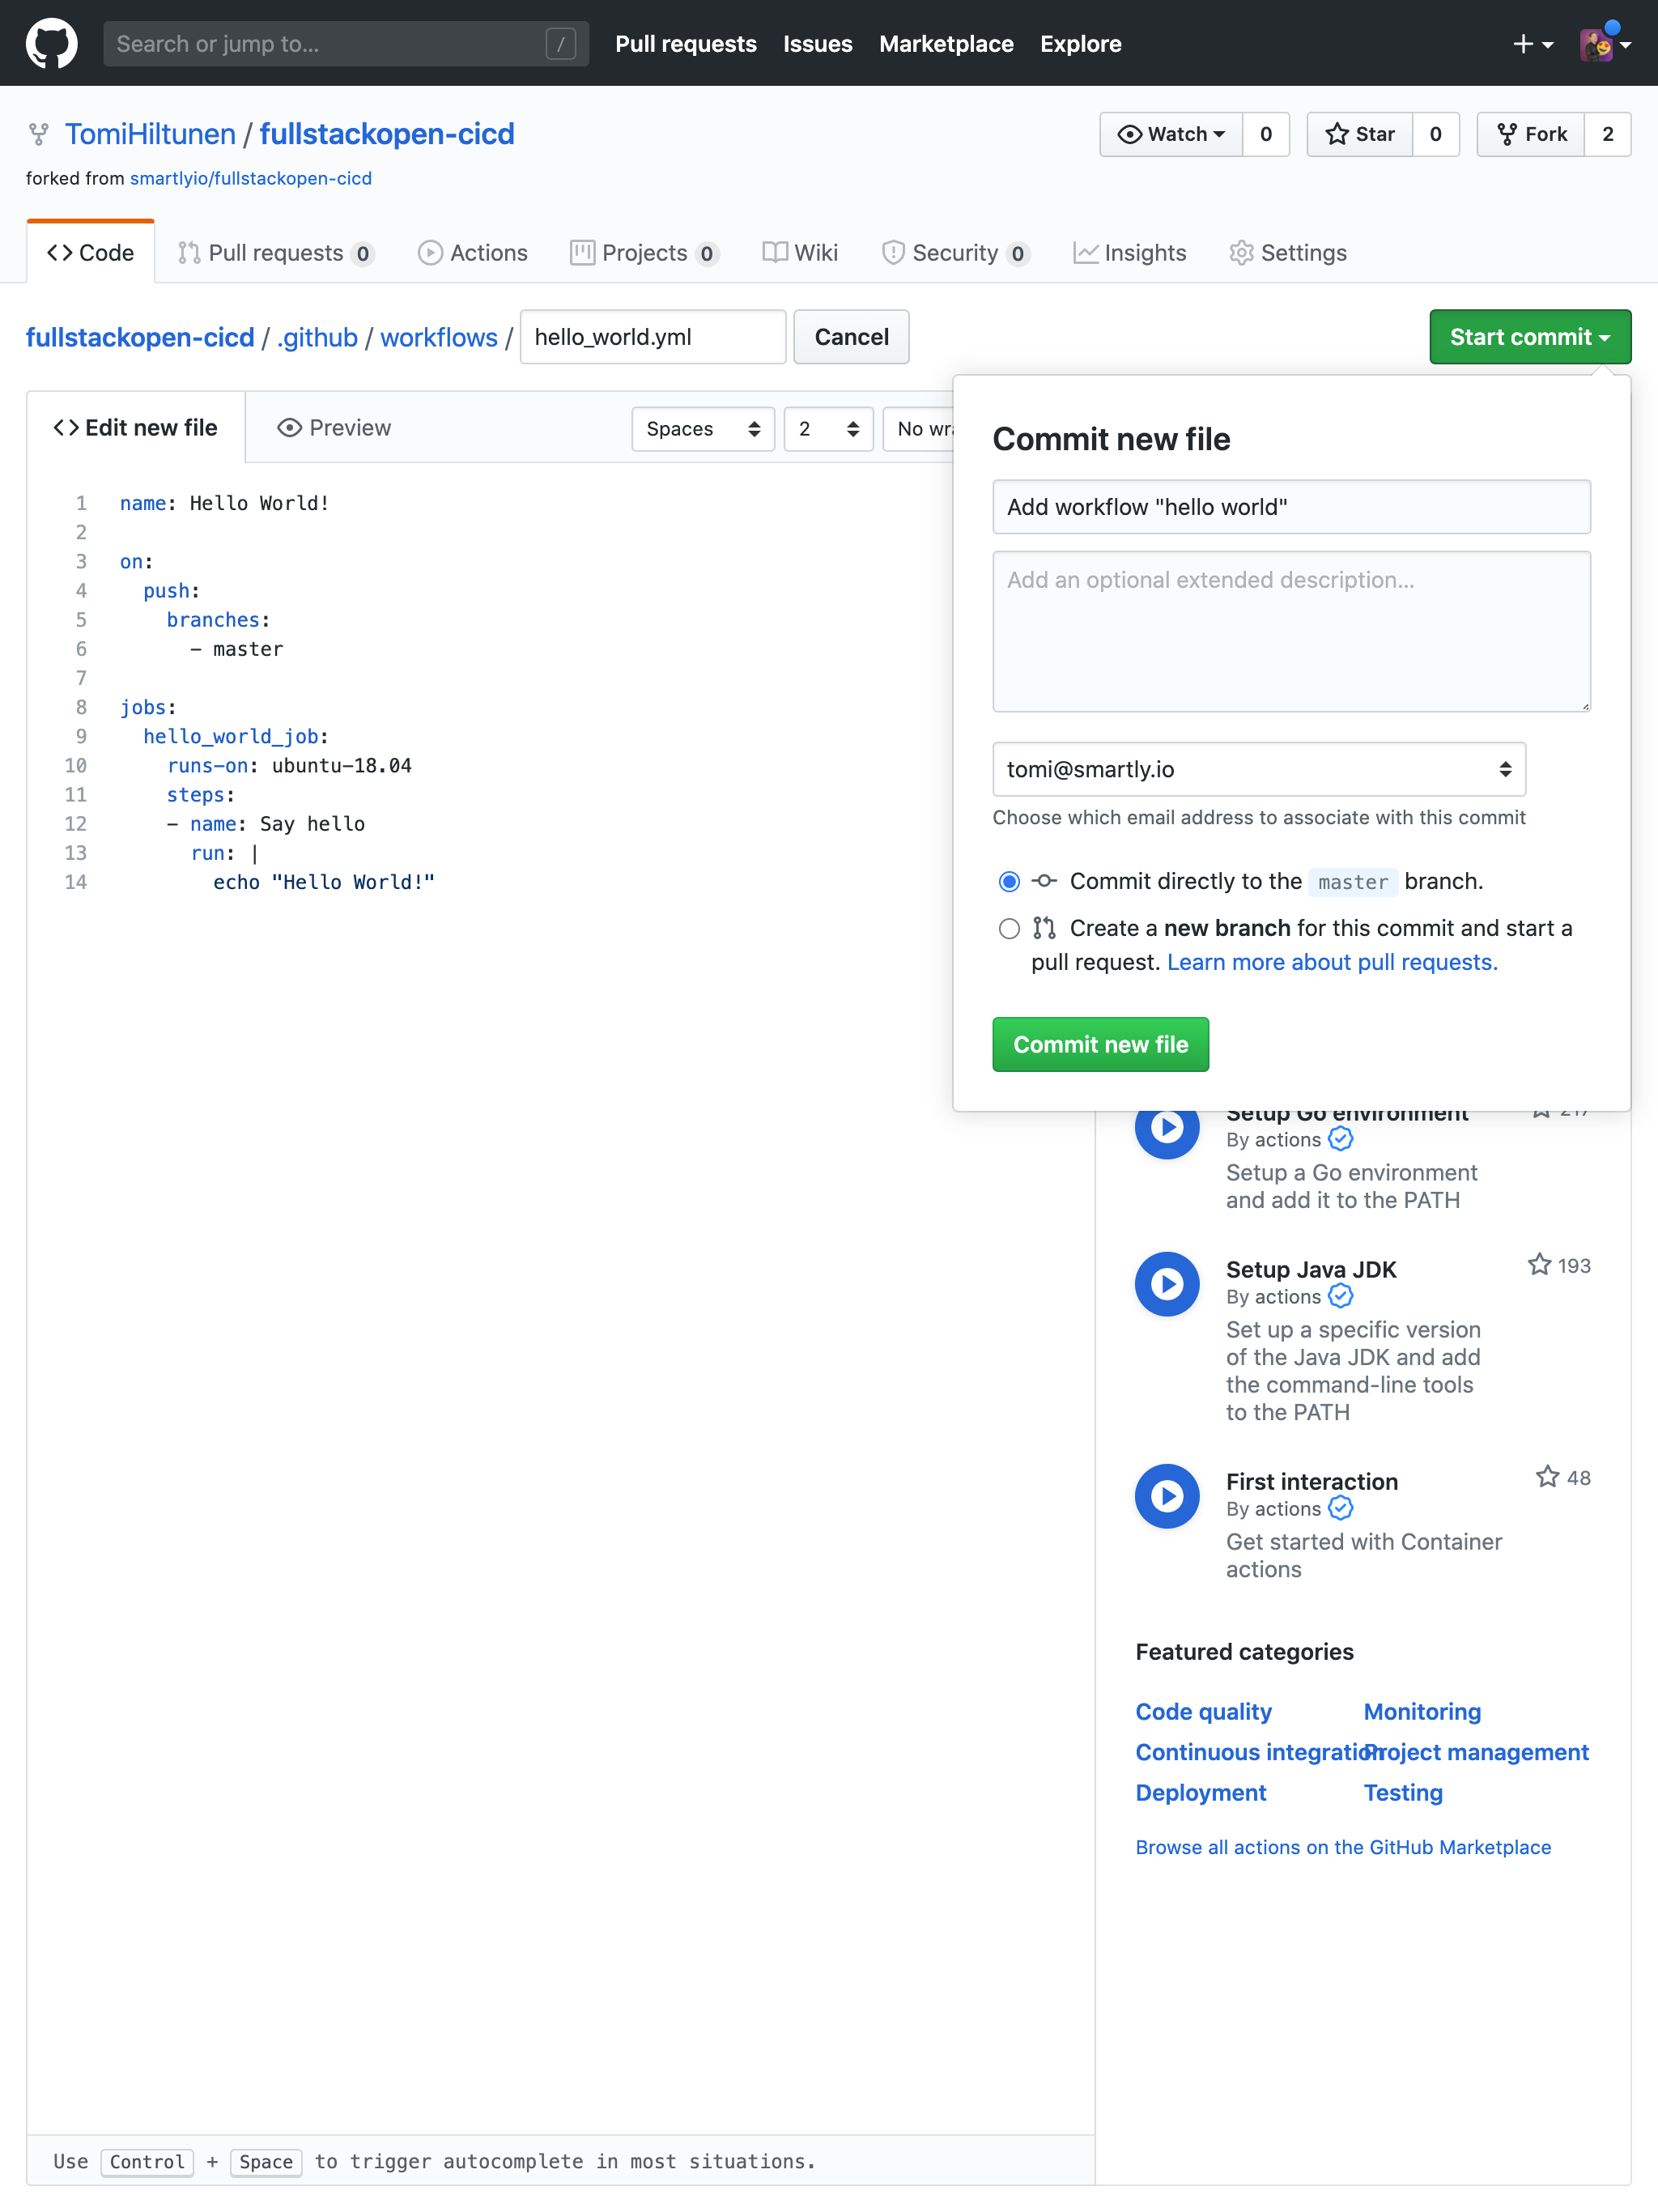 Search or jump to... /
Pull requests Issues Marketplace Explore
TomiHiltunen / fullstackopen-cicd
Watch 0 Star 0 Fork 2
forked from smartlyio/fullstackopen-cicd
Code Pull requests 0 Actions Projects 0 Wiki Security 0 Insights Settings
fullstackopen-cicd / .github / workflows / hello_world.yml Cancel Start commit
Edit new file Preview Spaces 2 No wra
1 name: Hello World!
2
3 on:
4 push:
5 branches:
6 - master
7
8 jobs:
9 hello_world_job:
10 runs-on: ubuntu-18.04
11 steps:
12 - name: Say hello
13 run: |
14 echo "Hello World!"
Commit new file
Add workflow "hello world"
Add an optional extended description...
tomi@smartly.io
Choose which email address to associate with this commit
Commit directly to the master branch.
Create a new branch for this commit and start a
pull request. Learn more about pull requests.
Commit new file
Setup Go environment 217
By actions
Setup a Go environment
and add it to the PATH
Setup Java JDK 193
By actions
Set up a specific version
of the Java JDK and add
the command-line tools
to the PATH
First interaction 48
By actions
Get started with Container
actions
Featured categories
Code quality Monitoring
Continuous integration Project management
Deployment Testing
Browse all actions on the GitHub Marketplace
Use Control + Space to trigger autocomplete in most situations.